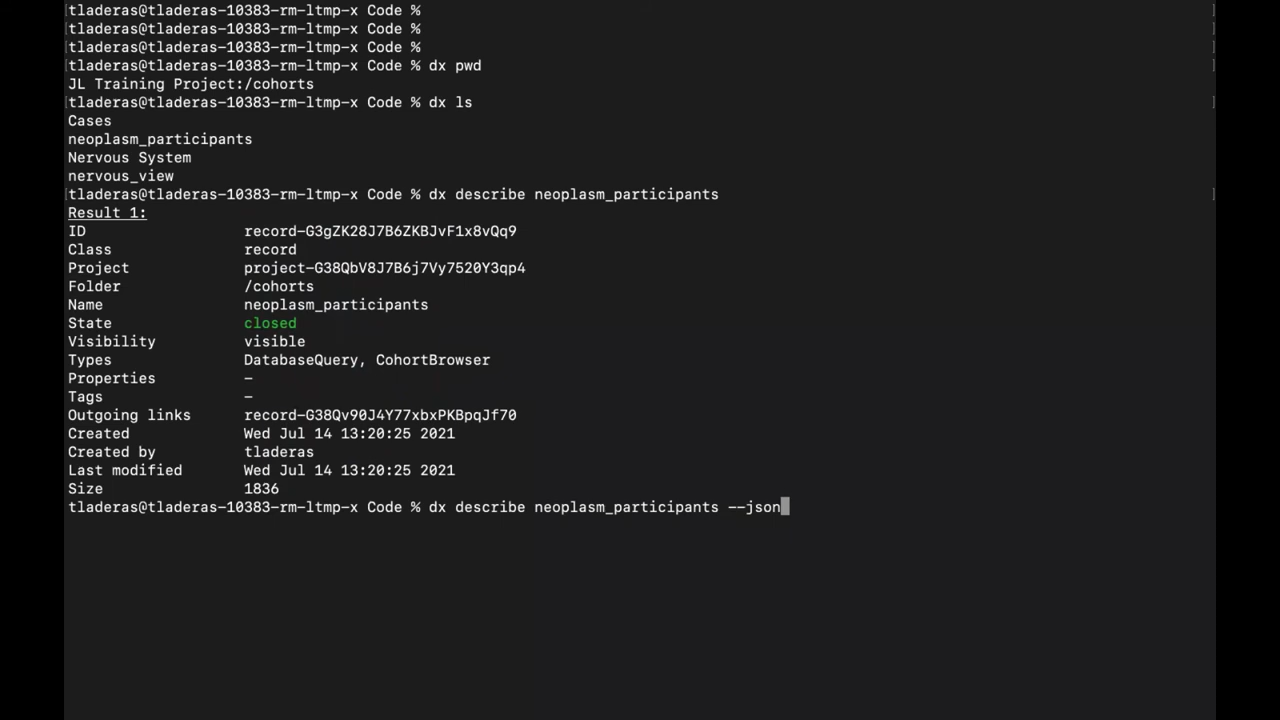 tladeras@tladeras-10383-rm-ltmp-x Code %
tladeras@tladeras-10383-rm-ltmp-x Code %
tladeras@tladeras-10383-rm-ltmp-x Code %
tladeras@tladeras-10383-rm-ltmp-x Code % dx pwd
JL Training Project:/cohorts
tladeras@tladeras-10383-rm-ltmp-x Code % dx ls
Cases
neoplasm_participants
Nervous System
nervous_view
tladeras@tladeras-10383-rm-ltmp-x Code % dx describe neoplasm_participants
Result 1:
ID record-G3gZK28J7B6ZKBJvF1x8vQq9
Class record
Project project-G38QbV8J7B6j7Vy7520Y3qp4
Folder /cohorts
Name neoplasm_participants
State closed
Visibility visible
Types DatabaseQuery, CohortBrowser
Properties -
Tags -
Outgoing links record-G38Qv90J4Y77xbxPKBpqJf70
Created Wed Jul 14 13:20:25 2021
Created by tladeras
Last modified Wed Jul 14 13:20:25 2021
Size 1836
tladeras@tladeras-10383-rm-ltmp-x Code % dx describe neoplasm_participants --json